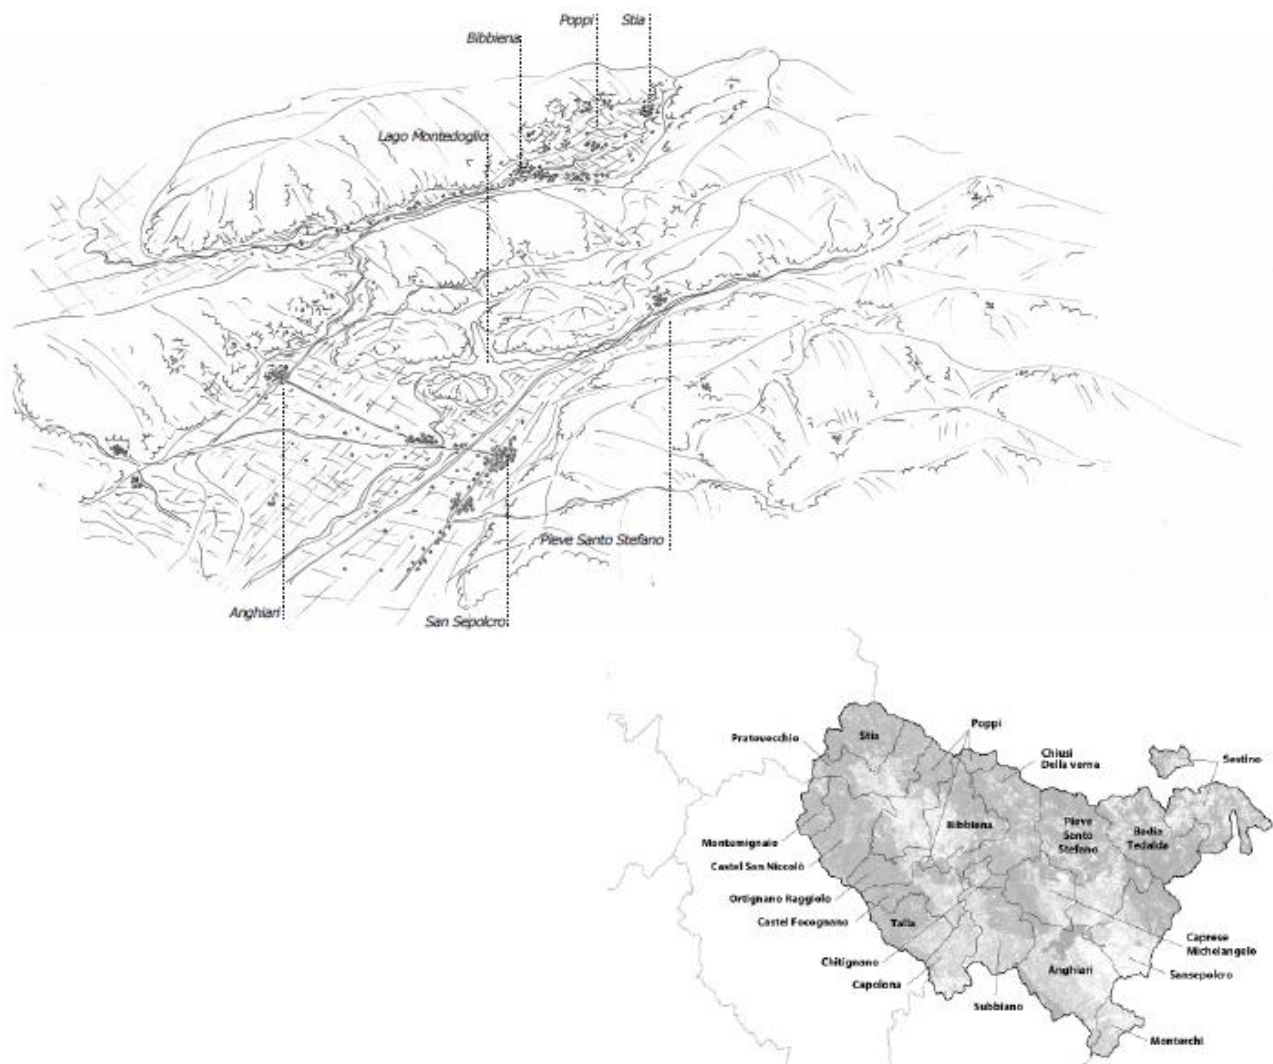 Poppi
Stia
Bibbiena
Lago Montedoglio
Pieve Santo Stefano
Anghiari
San Sepolcro
Poppi
Stia
Pratovecchio
Chiusi
Della verna
Sestino
Bibbiena
Pieve
Santo
Stefano
Badia
Tedalda
Montemignaio
Castel San Niccolò
Ortignano Raggiolo
Castel Focognano
Talla
Caprese
Michelangelo
Chitignano
Anghiari
Sansepolcro
Capolona
Subbiano
Monterchi